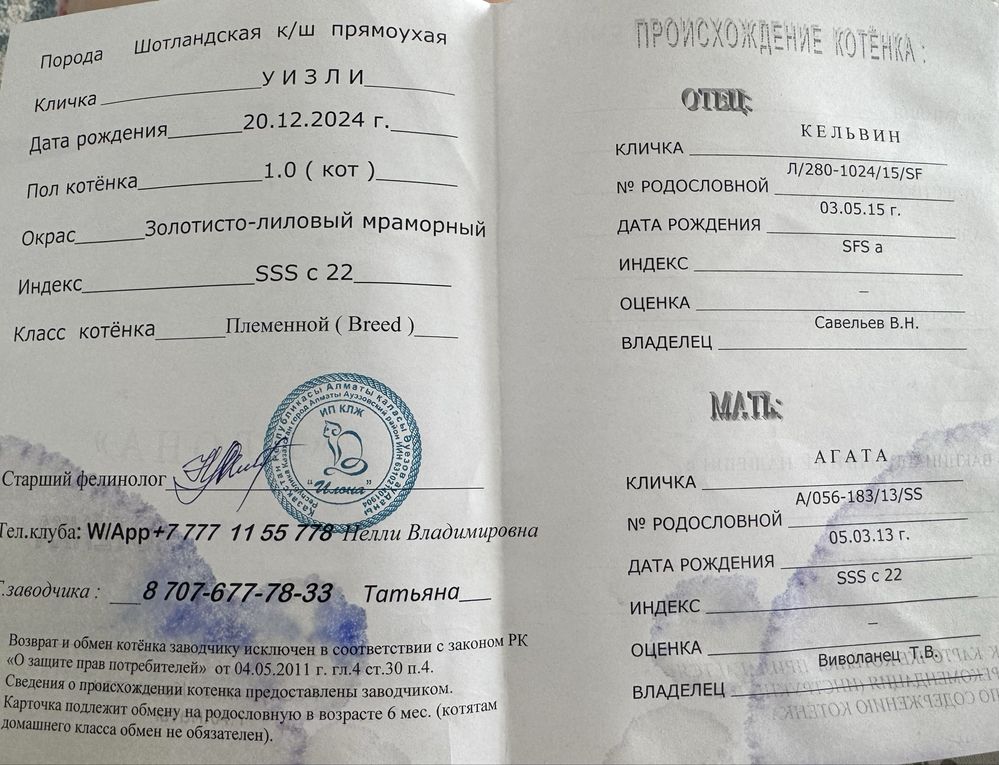 Порода Шотландская к/ш прямоухая
Кличка У И З Л И
Дата рождения 20.12.2024 г.
Пол котёнка 1.0 ( кот )
Окрас Золотисто-лиловый мраморный
Индекс SSS c 22
Класс котёнка Племенной ( Breed )
ИП КЛЖ
"Илона"
Старший фелинолог
Тел.клуба: W/App+7 777 11 55 778 Нелли Владимировна
Т.заводчика : 8 707-677-78-33 Татьяна
Возврат и обмен котёнка заводчику исключен в соответствии с законом РК
«О защите прав потребителей» от 04.05.2011 г. гл.4 ст.30 п.4.
Сведения о происхождении котенка предоставлены заводчиком.
Карточка подлежит обмену на родословную в возрасте 6 мес. (котятам
домашнего класса обмен не обязателен).
ПРОИСХОЖДЕНИЕ КОТЁНКА :
ОТЕЦ:
КЛИЧКА КЕЛЬВИН
№ РОДОСЛОВНОЙ Л/280-1024/15/SF
ДАТА РОЖДЕНИЯ 03.05.15 г.
ИНДЕКС SFS a
ОЦЕНКА –
ВЛАДЕЛЕЦ Савельев В.Н.
МАТЬ:
КЛИЧКА АГАТА
№ РОДОСЛОВНОЙ А/056-183/13/SS
ДАТА РОЖДЕНИЯ 05.03.13 г.
ИНДЕКС SSS c 22
ОЦЕНКА –
ВЛАДЕЛЕЦ Виволанец Т.В.